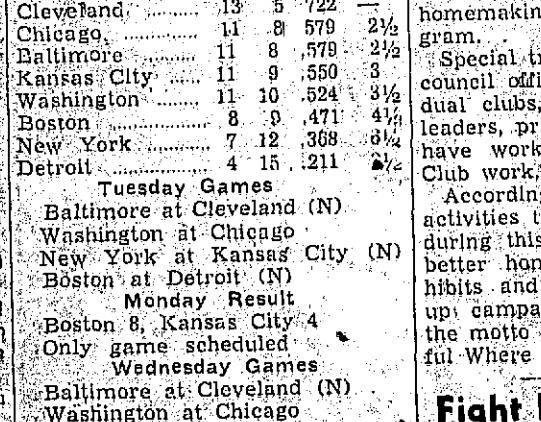 Cleveland, ......... 13 5 .722 —
Chicago, .......... 11 8 579 2½
Baltimore ......... 11 8 ,579 2½
Kansas City ..... 11 9 .550 3
Washington ....... 11 10 .524 3½
Boston ............. 8 9 ,471 4½
New York ......... 7 12 ,368 6½
Detroit ............. 4 15 .211
Tuesday Games
Baltimore at Cleveland (N)
Washington at Chicago
New York at Kansas City (N)
Boston at Detroit (N)
Monday Result
Boston 8, Kansas City 4
Only game scheduled
Wednesday Games
Baltimore at Cleveland (N)
Washington at Chicago
homemakin
gram.
Special tr
council offi
dual clubs,
leaders, pr
have work
Club work,
Accordin
activities t
during this
better hon
hibits and
up campa
the motto
ful Where
Fight